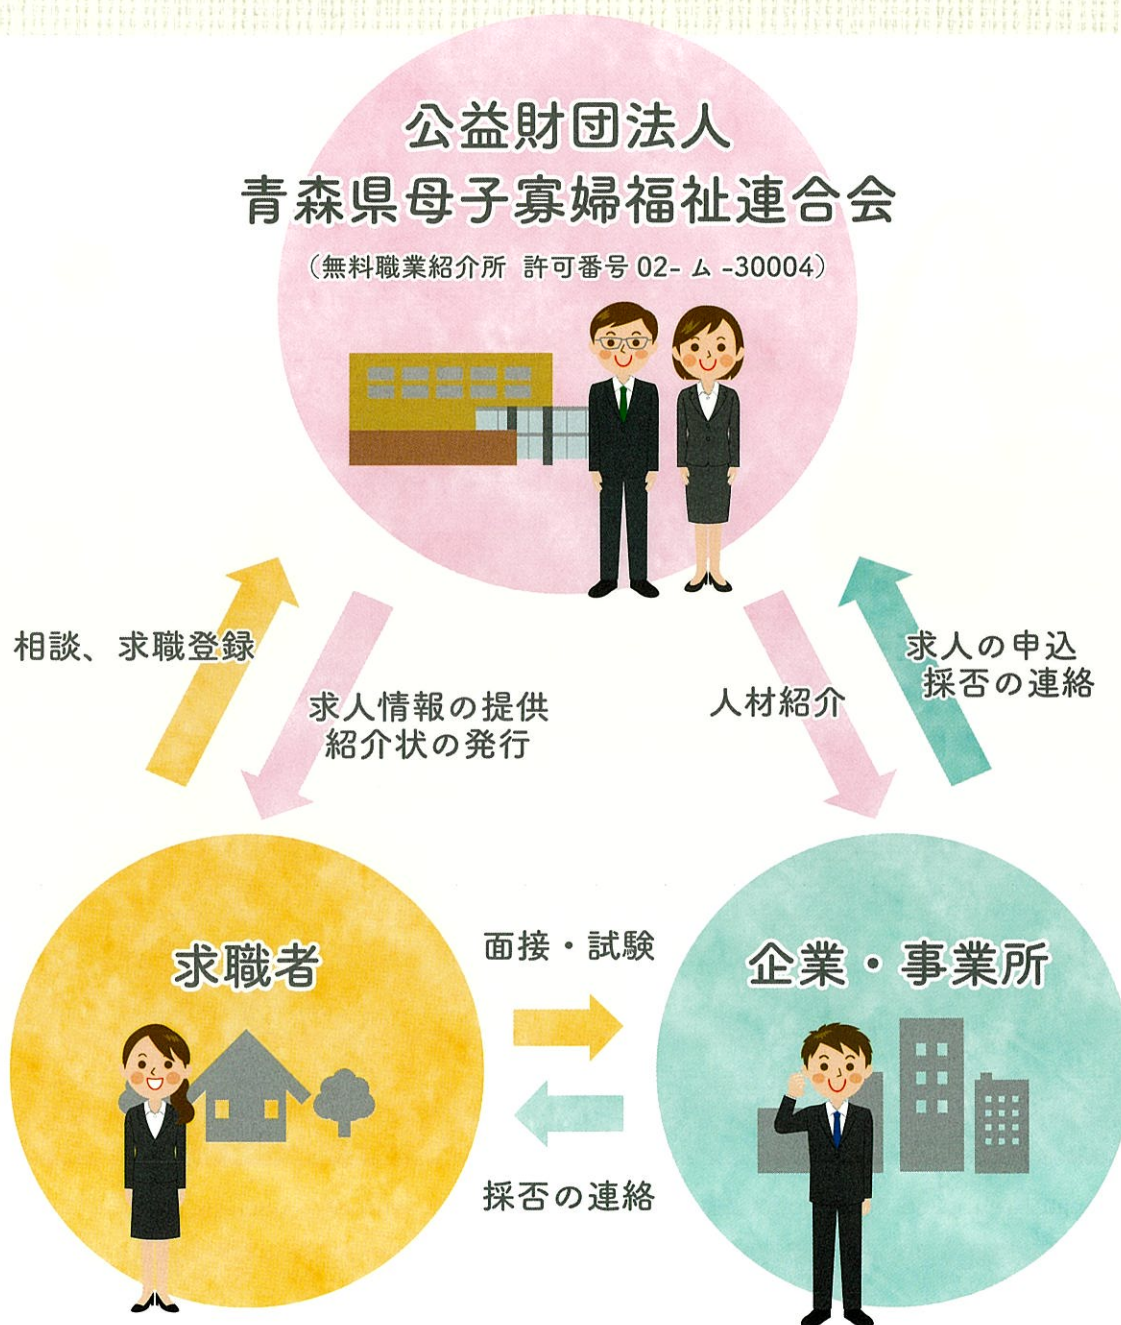 公益財団法人
青森県母子寡婦福祉連合会
（無料職業紹介所 許可番号 02- ム -30004）
相談、求職登録
求人情報の提供
紹介状の発行
人材紹介
求人の申込
採否の連絡
求職者
面接・試験
採否の連絡
企業・事業所